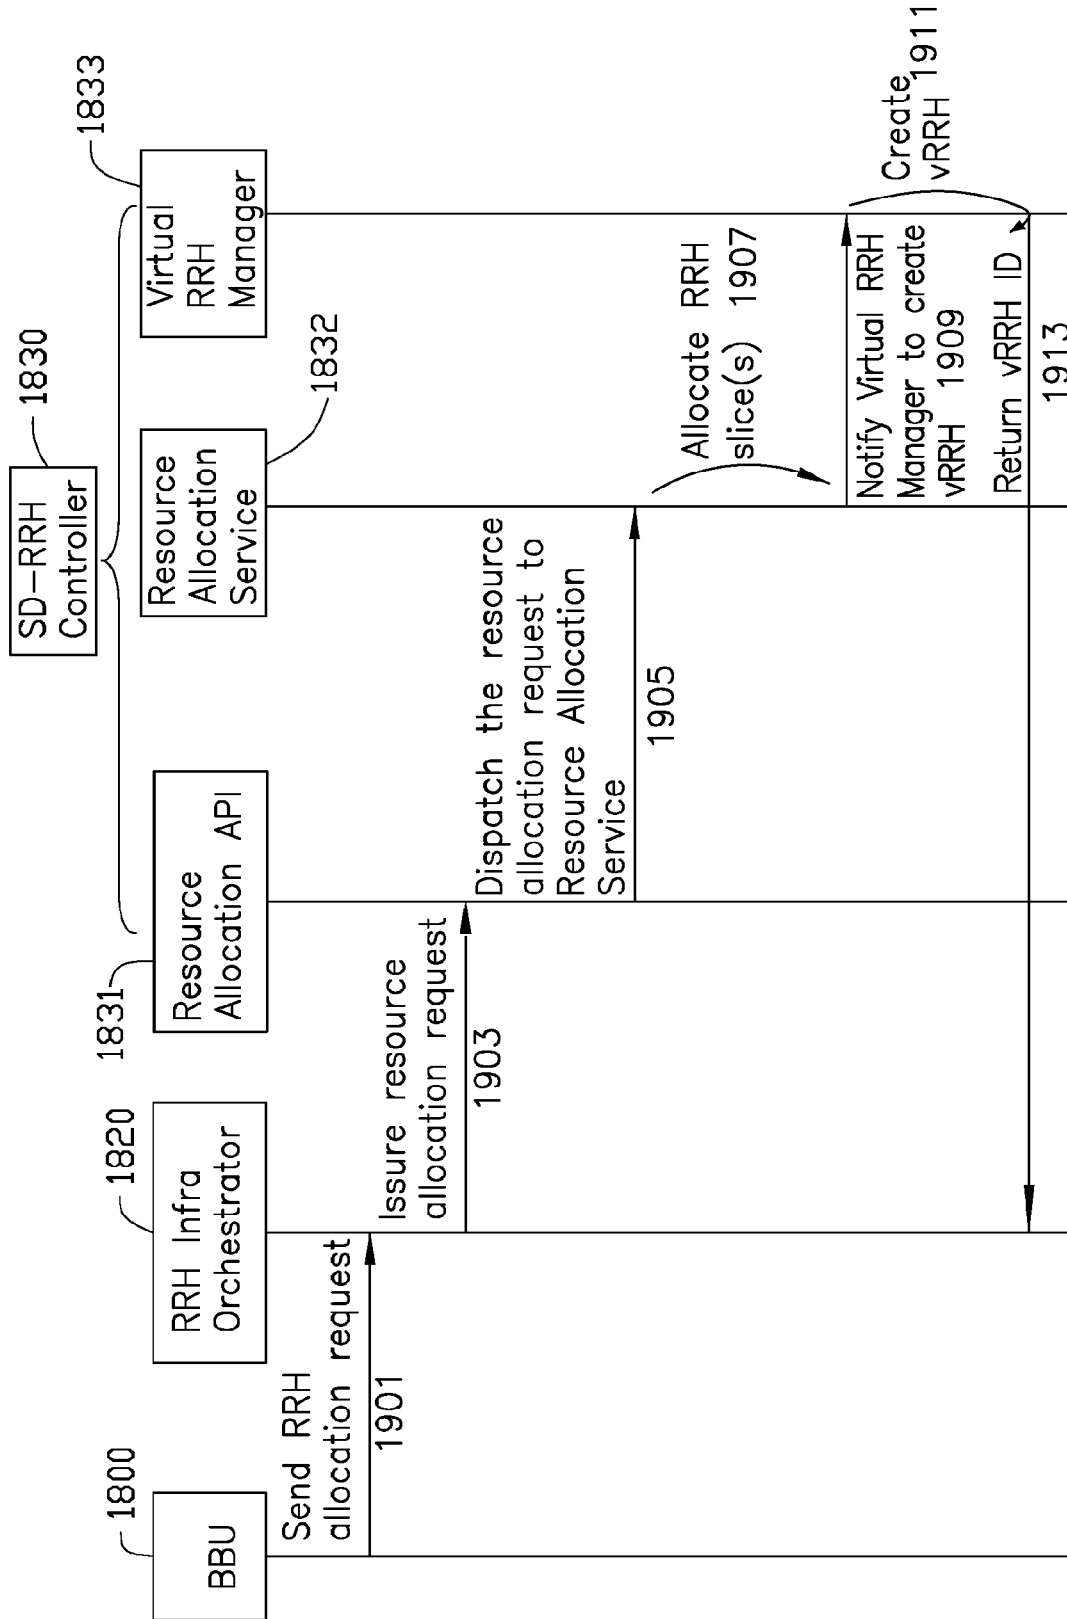 SD-RRH
Controller
1830
BBU
1800
RRH Infra
Orchestrator
1820
Resource
Allocation API
1831
Resource
Allocation
Service
1832
Virtual
RRH
Manager
1833
Send RRH
allocation request
1901
Issure resource
allocation request
1903
Dispatch the resource
allocation request to
Resource Allocation
Service
1905
Allocate RRH
slice(s) 1907
Notify Virtual RRH
Manager to create
vRRH 1909
Create
vRRH 1911
Return vRRH ID
1913